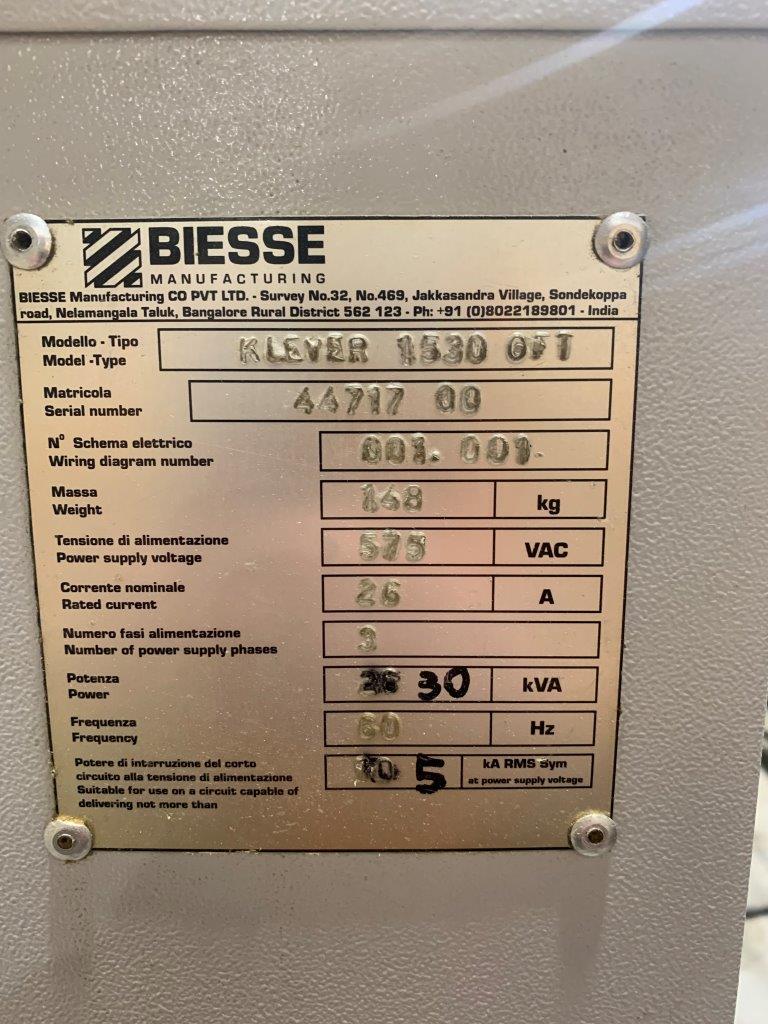 BIESSE
MANUFACTURING
BIESSE Manufacturing CO PVT LTD. - Survey No.32, No.469, Jakkasandra Village, Sondekoppa
road, Nelamangala Taluk, Bangalore Rural District 562 123 - Ph: +91 (0)8022189801 - India
Modello - Tipo
Model -Type
KLEVER 1530 GFT
Matricola
Serial number
44717 00
N° Schema elettrico
Wiring diagram number
001. 001.
Massa
Weight
148 kg
Tensione di alimentazione
Power supply voltage
575 VAC
Corrente nominale
Rated current
26 A
Numero fasi alimentazione
Number of power supply phases
3
Potenza
Power
30 kVA
Frequenza
Frequency
60 Hz
Potere di interruzione del corto
circuito alla tensione di alimentazione
Suitable for use on a circuit capable of
delivering not more than
5
kA RMS Sym
at power supply voltage